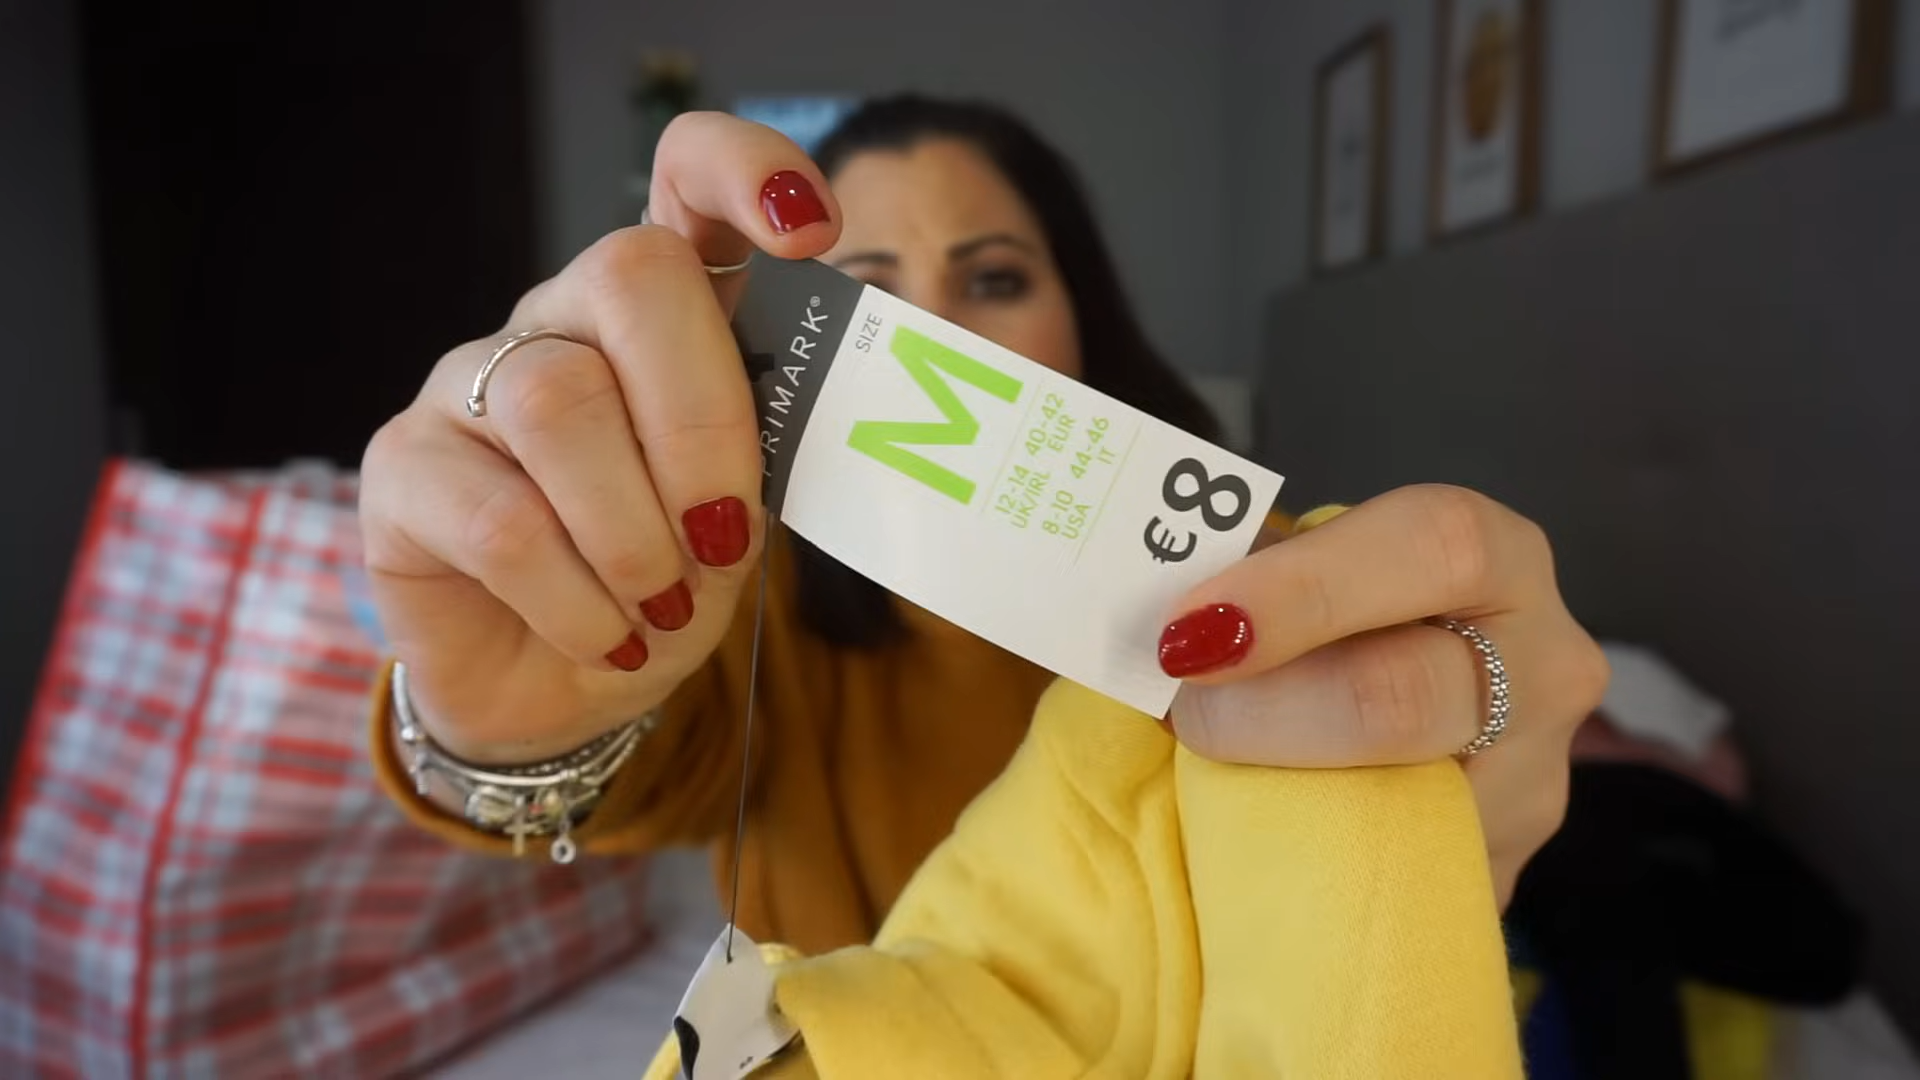 PRIMARK®
SIZE
M
12-14 40-42
UK/IRL EUR
8-10 44-46
USA IT
€8